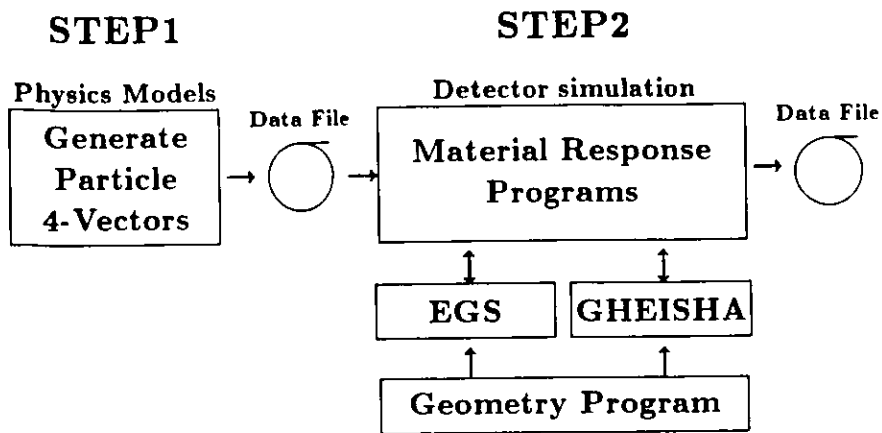 STEP1
Physics Models
Generate
Particle
4-Vectors
Data File
STEP2
Detector simulation
Material Response
Programs
Data File
EGS
GHEISHA
Geometry Program